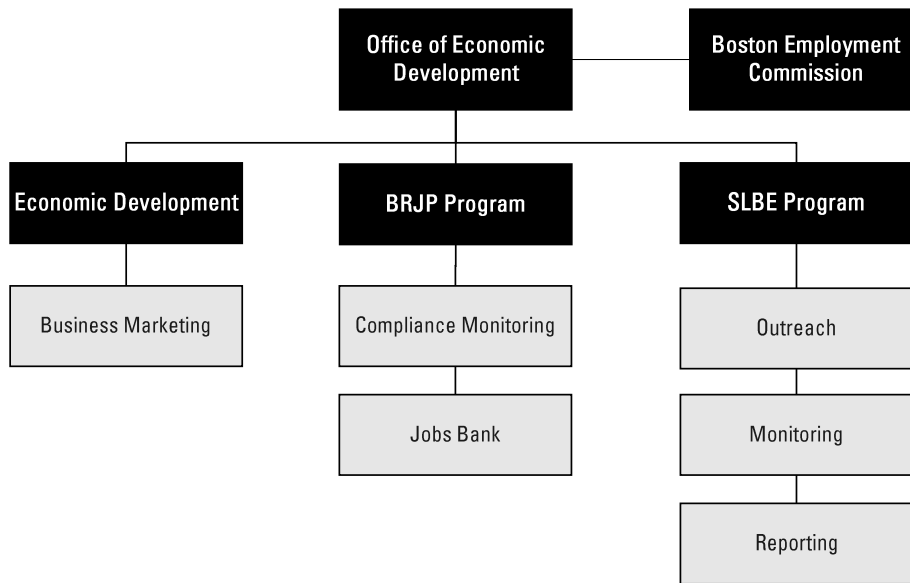 Office of Economic
Development
Boston Employment
Commission
Economic Development
BRJP Program
SLBE Program
Business Marketing
Compliance Monitoring
Outreach
Jobs Bank
Monitoring
Reporting